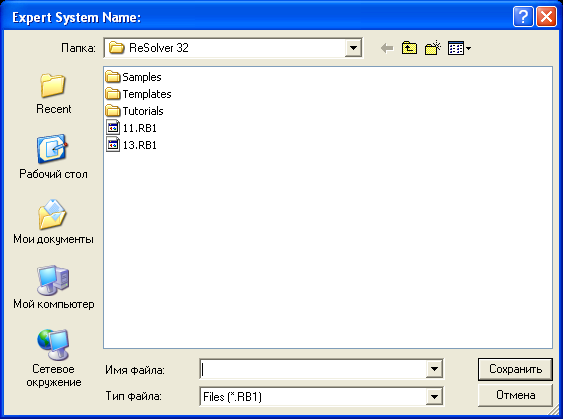 Expert System Name:
Папка: ReSolver 32
Recent
Рабочий стол
Мои документы
Мой компьютер
Сетевое
окружение
Samples
Templates
Tutorials
11.RB1
13.RB1
Имя файла:
Сохранить
Тип файла: Files (*.RB1)
Отмена